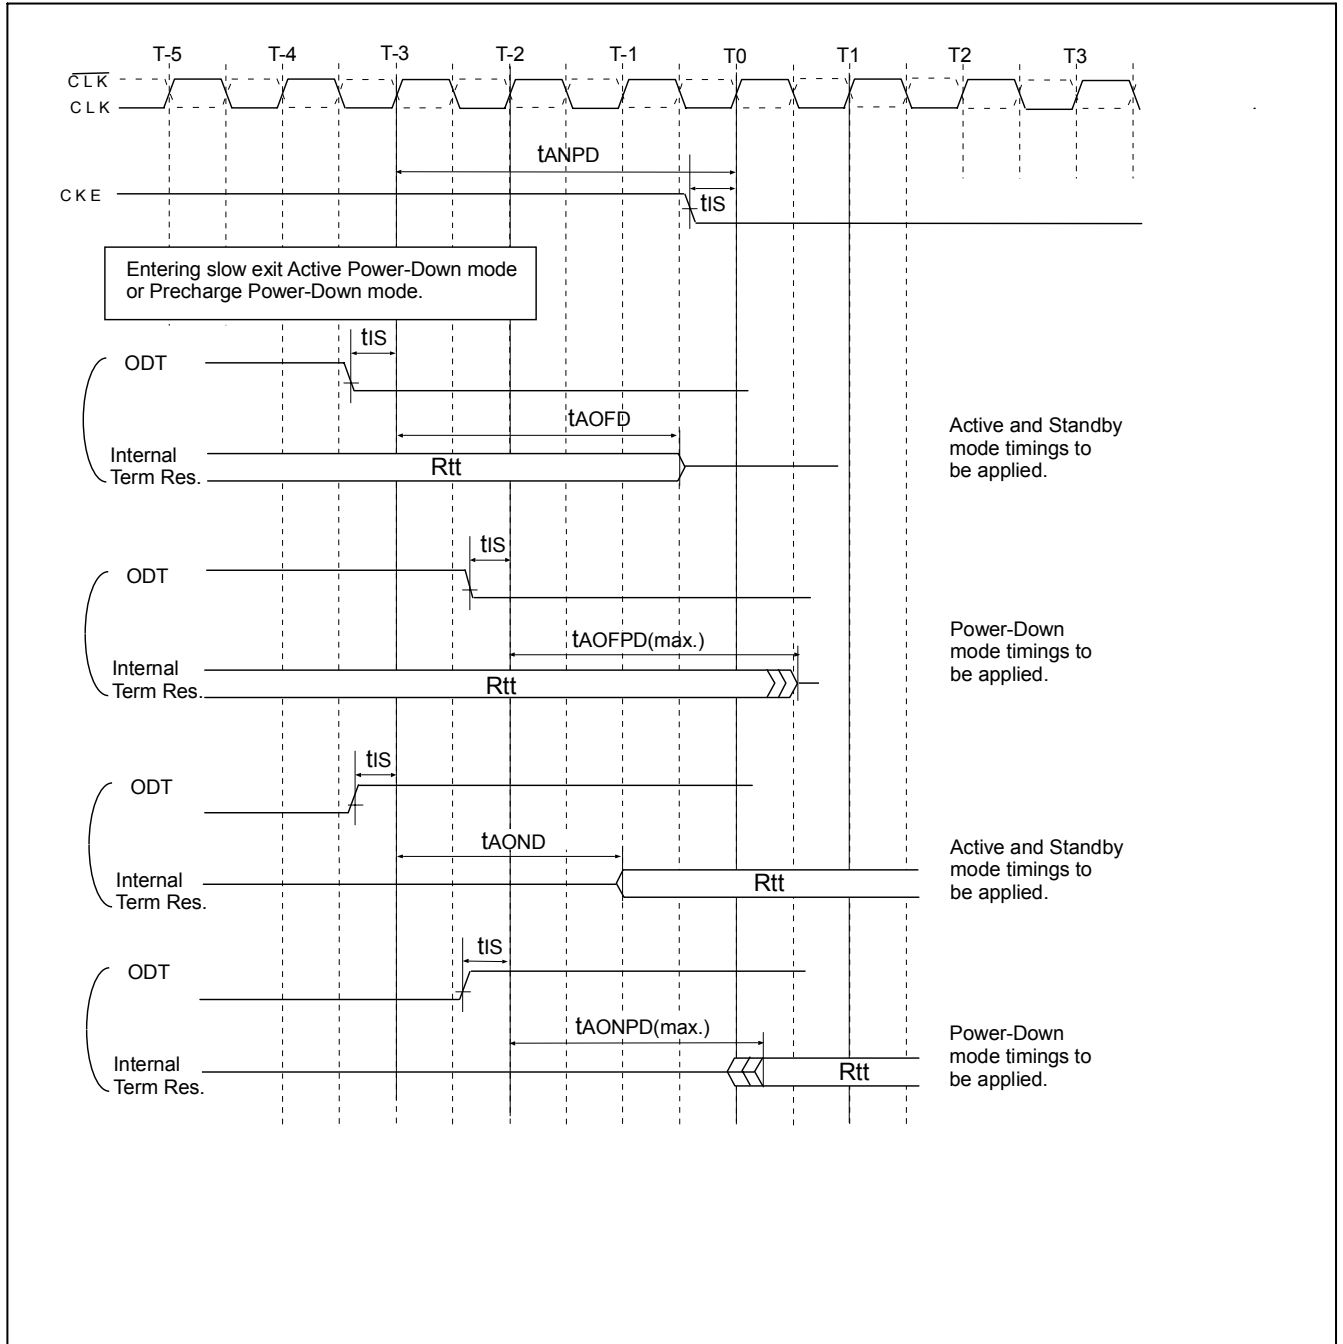 T-5 T-4 T-3 T-2 T-1 T0 T1 T2 T3
CLK
CLK
tANPD
CKE
tIS
Entering slow exit Active Power-Down mode
or Precharge Power-Down mode.
tIS
ODT
tAOFD
Internal
Term Res.
Rtt
Active and Standby
mode timings to
be applied.
tIS
ODT
tAOFPD(max.)
Internal
Term Res.
Rtt
Power-Down
mode timings to
be applied.
tIS
ODT
tAOND
Internal
Term Res.
Rtt
Active and Standby
mode timings to
be applied.
tIS
ODT
tAONPD(max.)
Internal
Term Res.
Rtt
Power-Down
mode timings to
be applied.